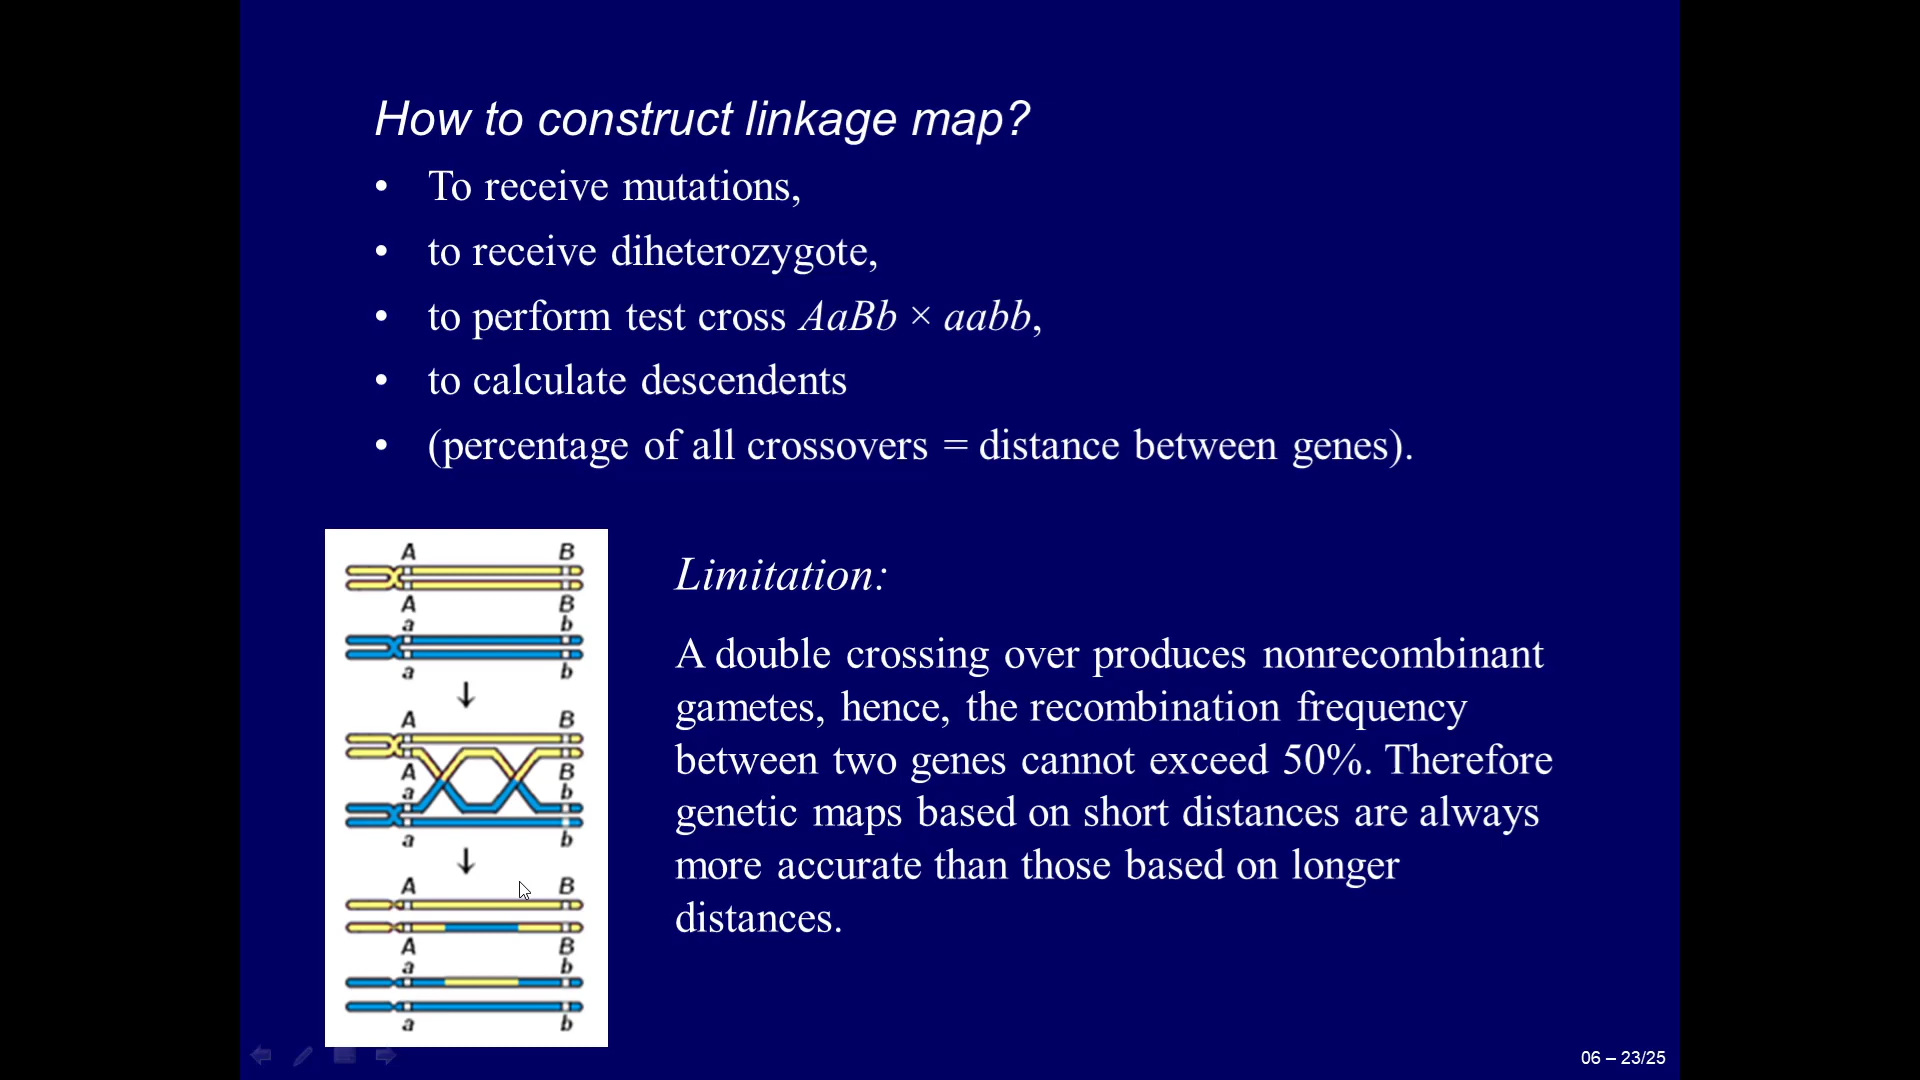 How to construct linkage map?
• To receive mutations,
• to receive diheterozygote,
• to perform test cross AaBb × aabb,
• to calculate descendents
• (percentage of all crossovers = distance between genes).
A B
A B
a b
a b
A B
A B
a b
a b
A B
A B
a b
a b
Limitation:
A double crossing over produces nonrecombinant
gametes, hence, the recombination frequency
between two genes cannot exceed 50%. Therefore
genetic maps based on short distances are always
more accurate than those based on longer
distances.
06 – 23/25